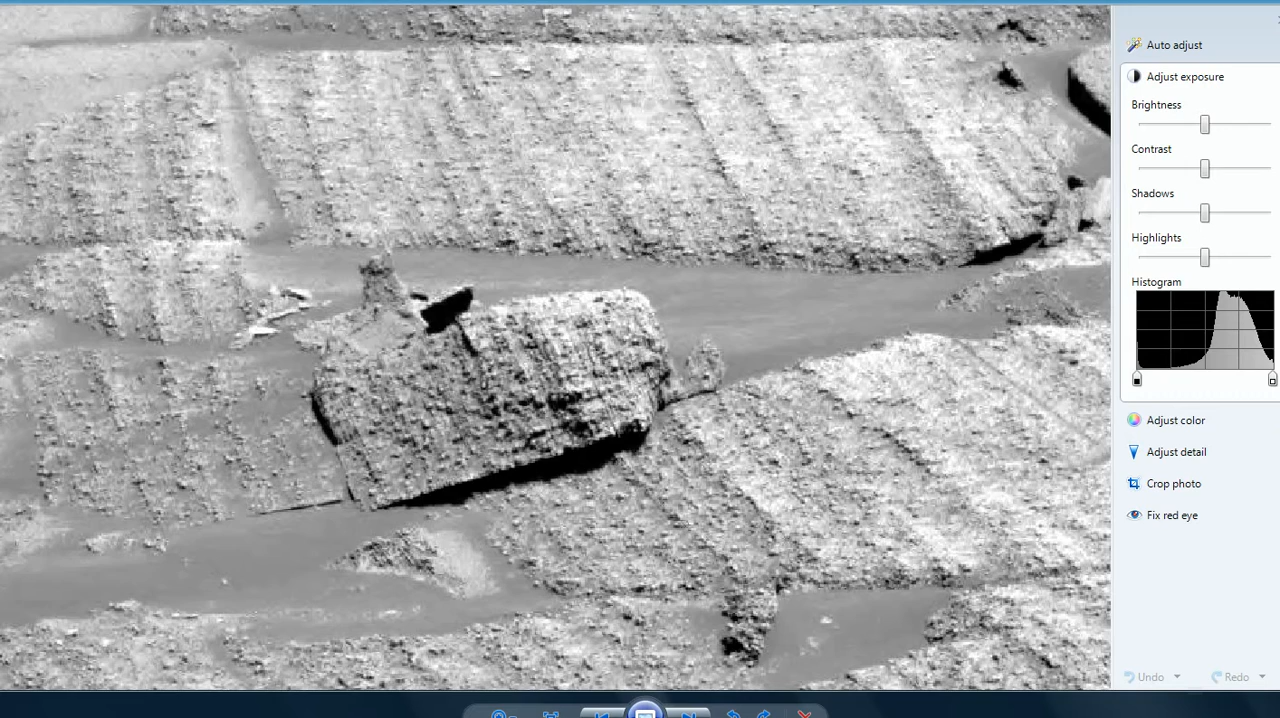 Auto adjust
Adjust exposure
Brightness
Contrast
Shadows
Highlights
Histogram
Adjust color
Adjust detail
Crop photo
Fix red eye
Undo
Redo